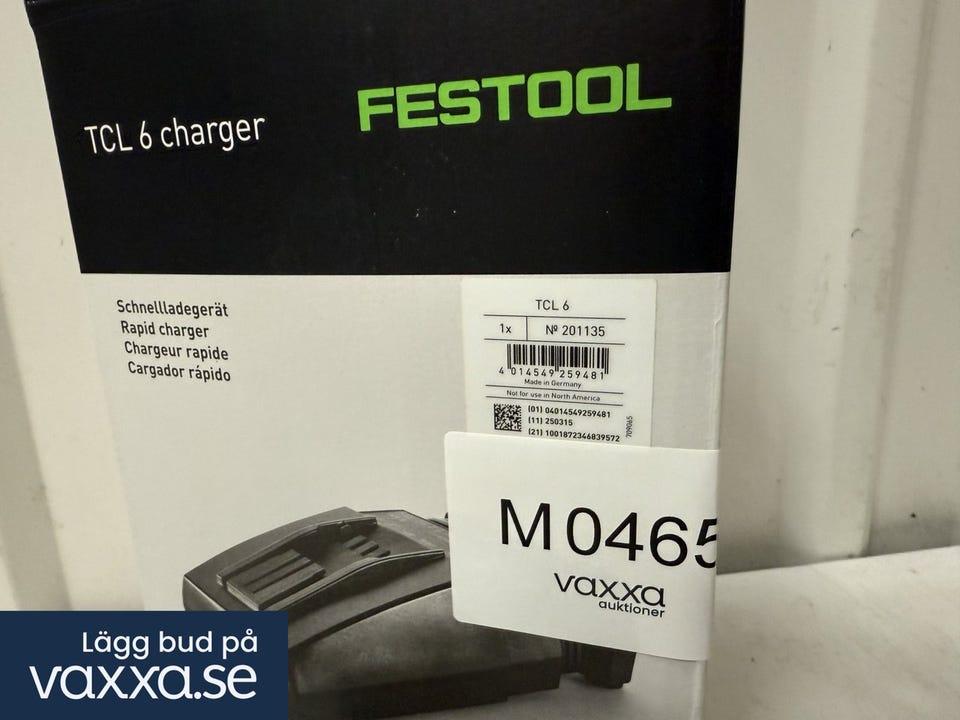 FESTOOL
TCL 6 charger
Schnellladegerät
Rapid charger
Chargeur rapide
Cargador rápido
TCL 6
1x № 201135
4 014549 259481
Made in Germany
Not for use in North America
(01) 04014549259481
(11) 250315
(21) 1001872346839572
709065
M0465
vaxxa
auktioner
Lägg bud på
vaxxa.se